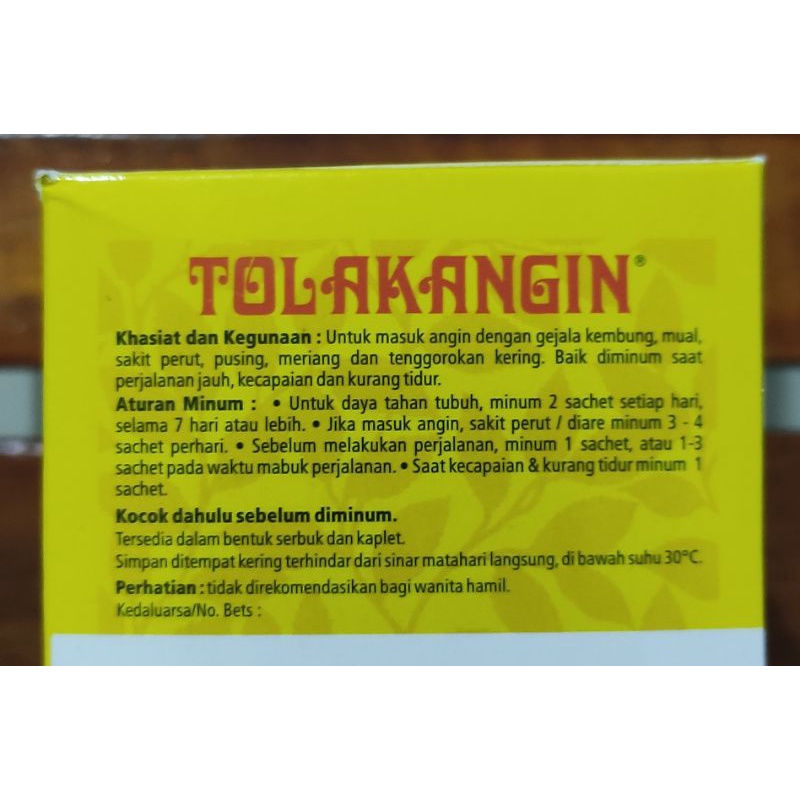 TOLAKANGIN®
Khasiat dan Kegunaan : Untuk masuk angin dengan gejala kembung, mual,
sakit perut, pusing, meriang dan tenggorokan kering. Baik diminum saat
perjalanan jauh, kecapaian dan kurang tidur.
Aturan Minum : • Untuk daya tahan tubuh, minum 2 sachet setiap hari,
selama 7 hari atau lebih. • Jika masuk angin, sakit perut / diare minum 3 - 4
sachet perhari. • Sebelum melakukan perjalanan, minum 1 sachet, atau 1-3
sachet pada waktu mabuk perjalanan. • Saat kecapaian & kurang tidur minum 1
sachet.
Kocok dahulu sebelum diminum.
Tersedia dalam bentuk serbuk dan kaplet.
Simpan ditempat kering terhindar dari sinar matahari langsung, di bawah suhu 30°C.
Perhatian : tidak direkomendasikan bagi wanita hamil.
Kedaluarsa/No. Bets :